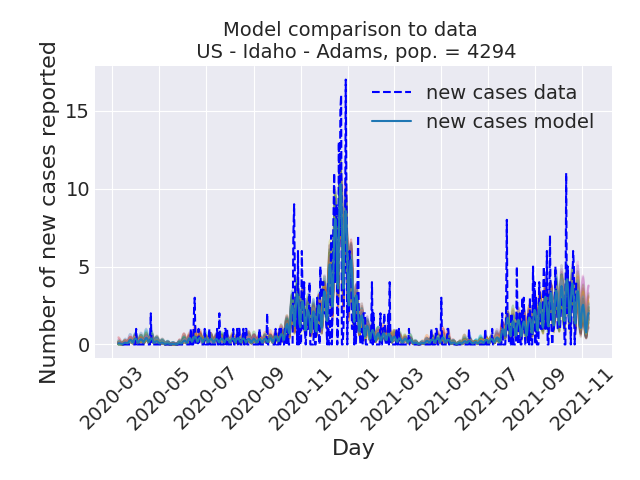 Model comparison to data
US - Idaho - Adams, pop. = 4294
Number of new cases reported
15
10
5
0
new cases data
new cases model
2020-03
2020-05
2020-07
2020-09
2020-11
2021-01
2021-03
2021-05
2021-07
2021-09
2021-11
Day